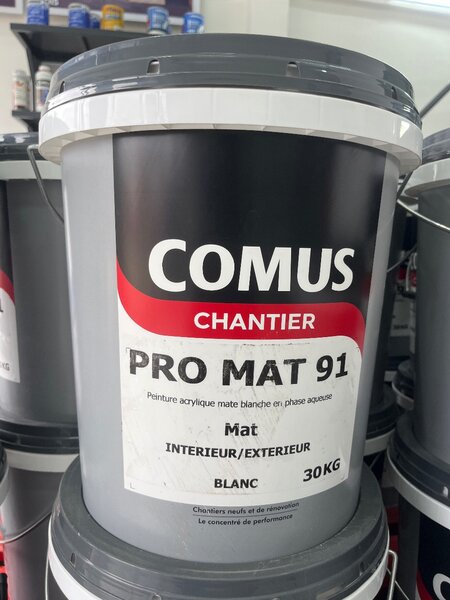 COMUS
CHANTIER
PRO MAT 91
Peinture acrylique mate blanche en phase aqueuse
Mat
INTERIEUR/EXTERIEUR
BLANC
30KG
Chantiers neufs et de rénovation
Le concentré de performance